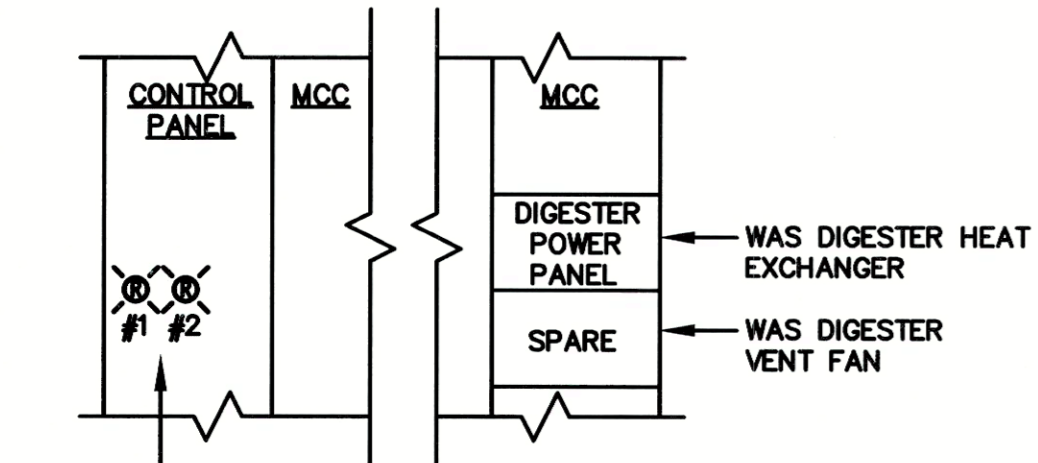 CONTROL
PANEL
MCC
MCC
DIGESTER
POWER
PANEL
WAS DIGESTER HEAT
EXCHANGER
R R
#1 #2
SPARE
WAS DIGESTER
VENT FAN